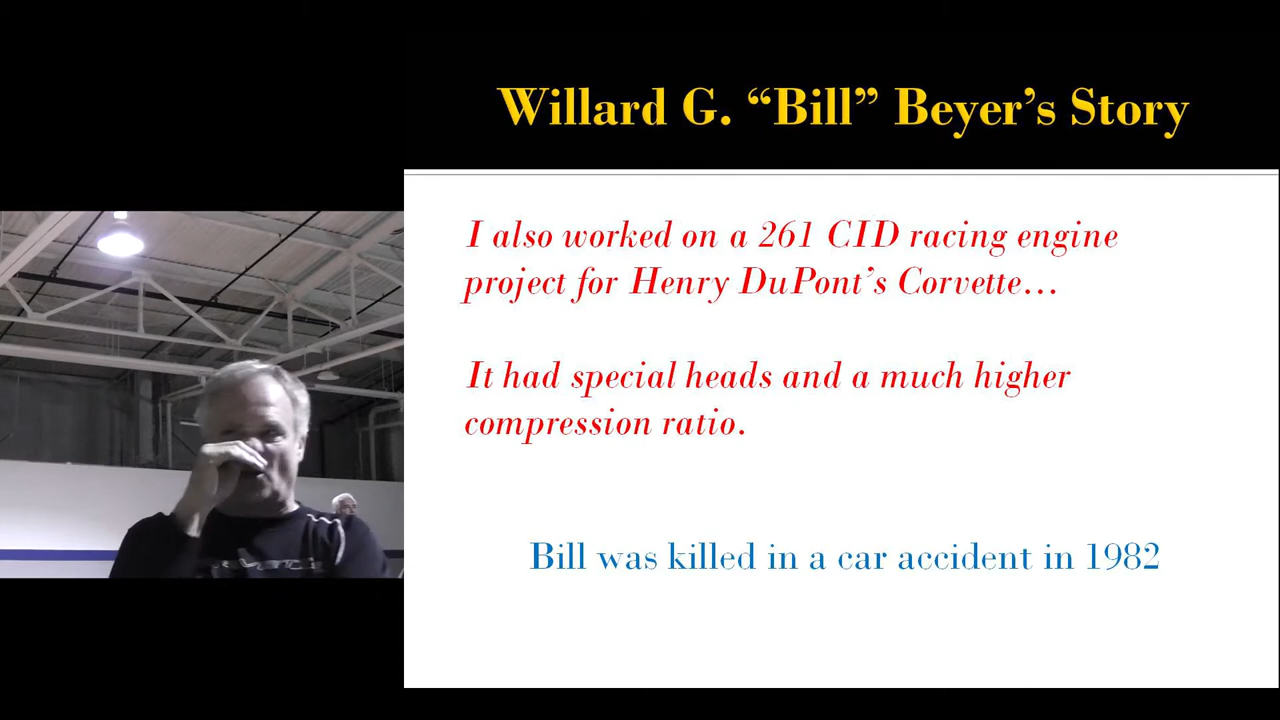 Willard G. “Bill” Beyer’s Story
I also worked on a 261 CID racing engine
project for Henry DuPont’s Corvette…
It had special heads and a much higher
compression ratio.
Bill was killed in a car accident in 1982